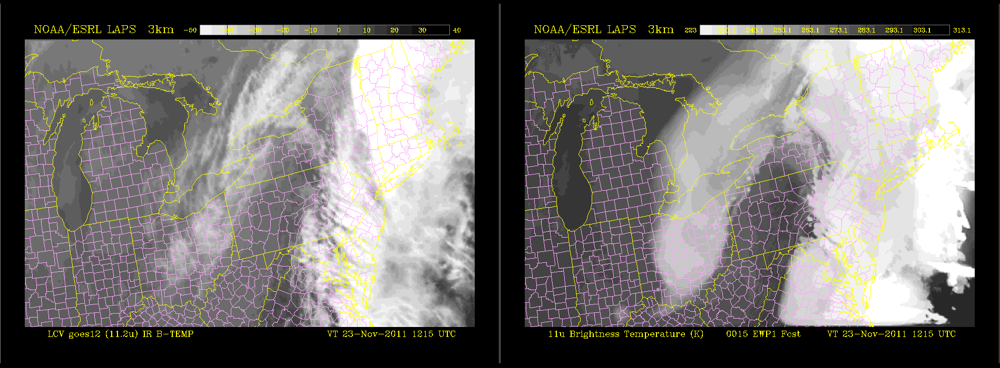 NOAA/ESRL LAPS 3km -50 -40 -30 -20 -10 0 10 20 30 40
LCV goes12 (11.2u) IR B-TEMP VT 23-Nov-2011 1215 UTC
NOAA/ESRL LAPS 3km 223 233.1 243.1 253.1 263.1 273.1 283.1 293.1 303.1 313.1
11u Brightness Temperature (K) 0015 EWP1 Fcst VT 23-Nov-2011 1215 UTC